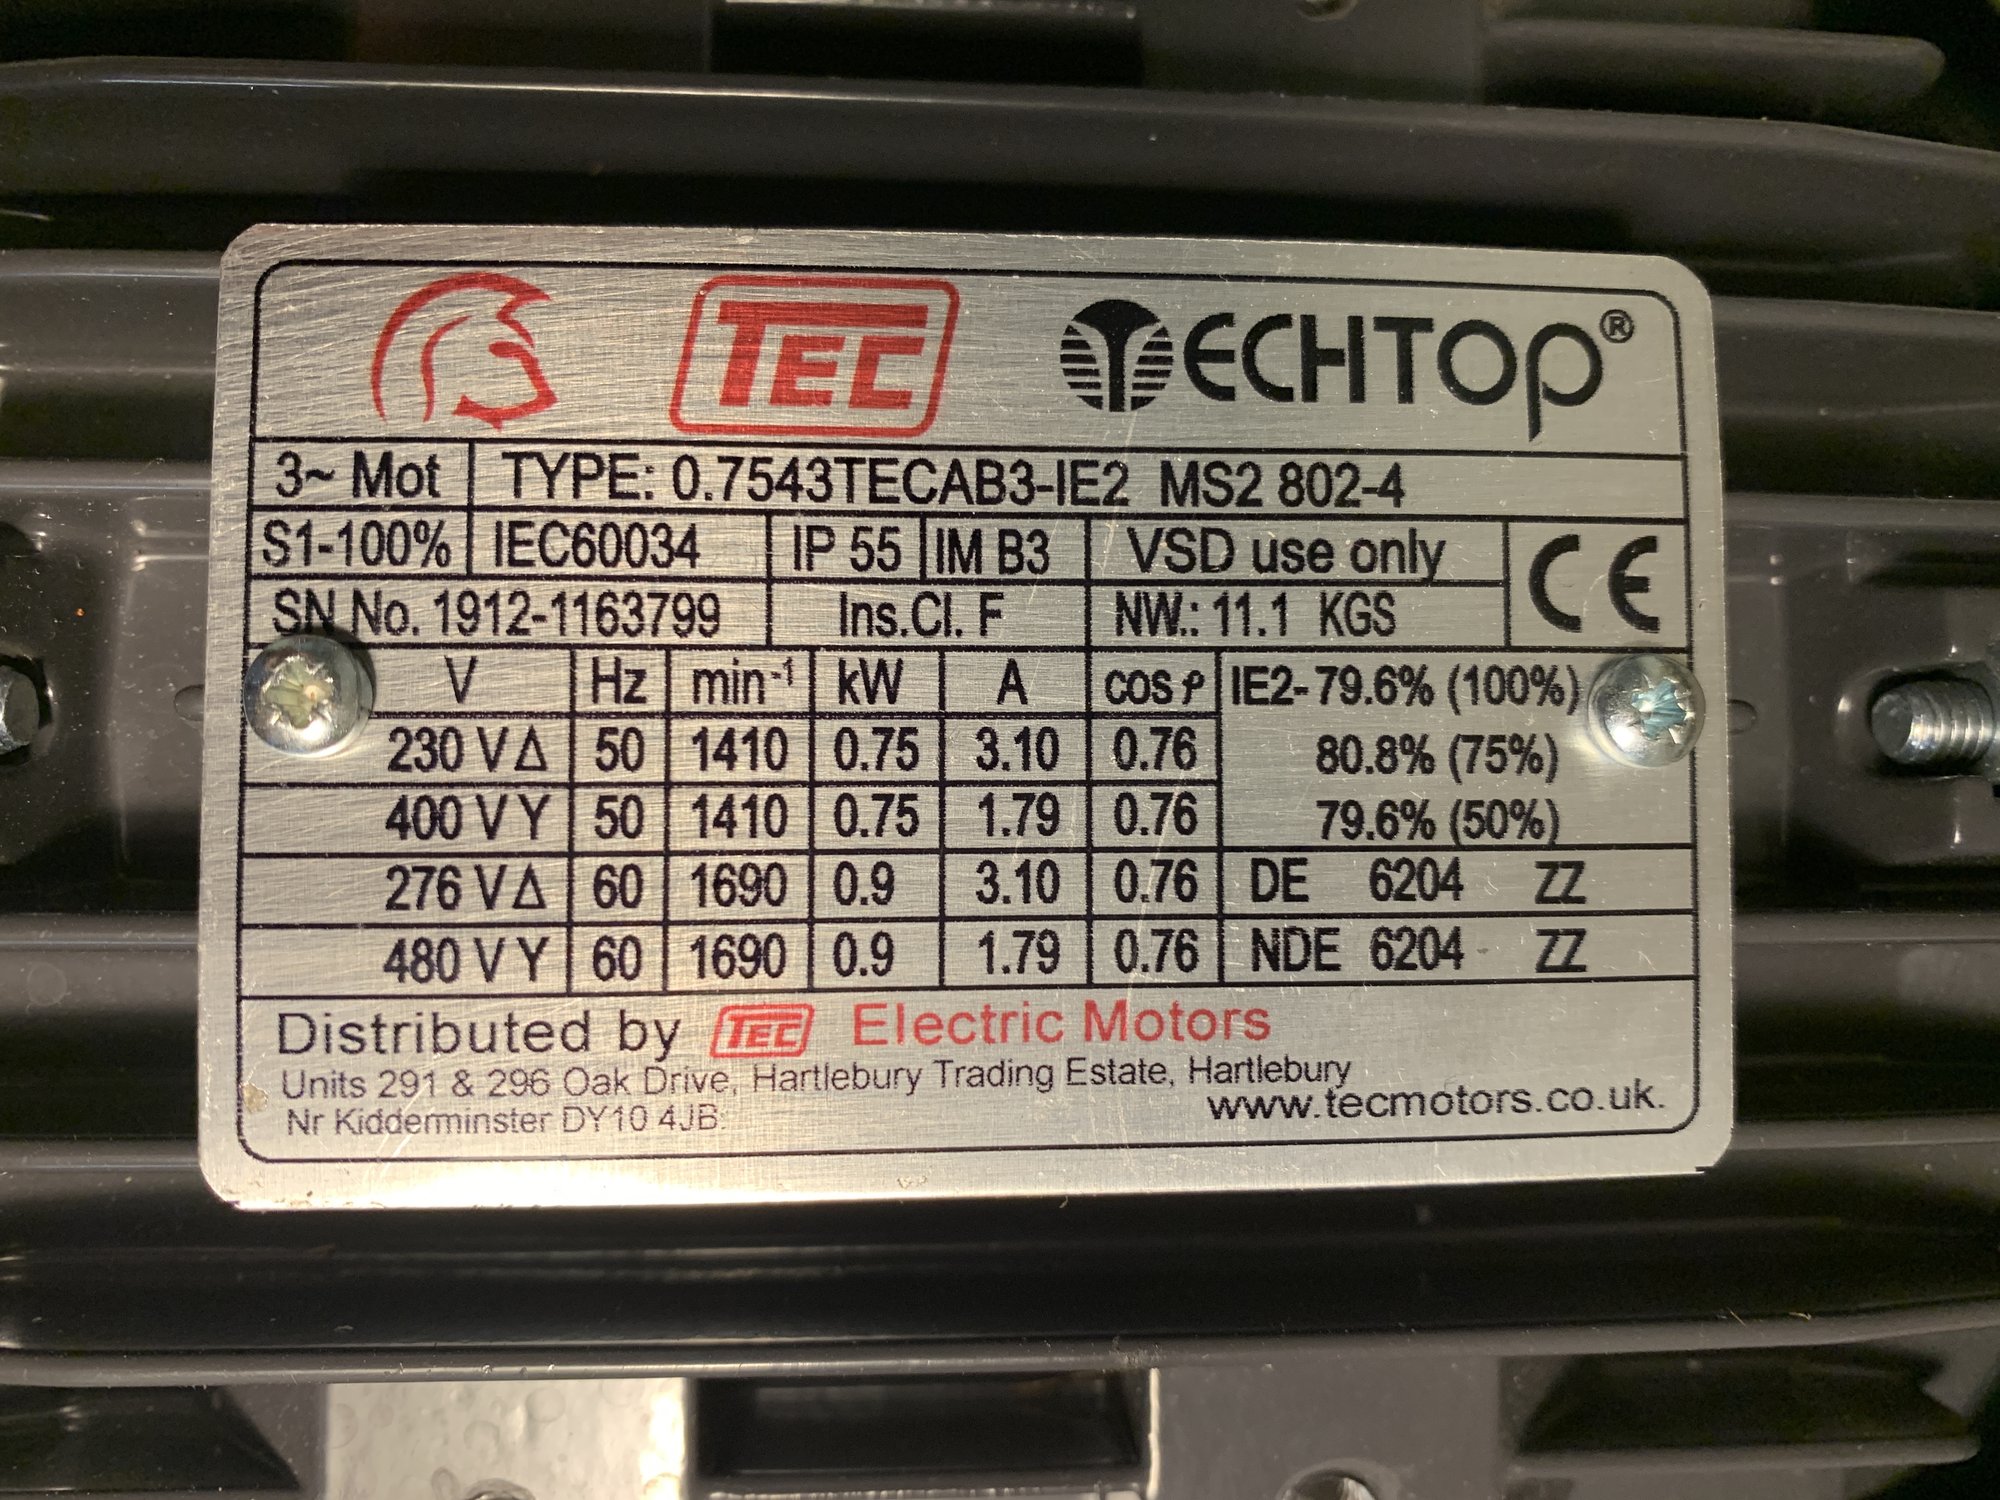 TEC TECHTOP®
3~ Mot TYPE: 0.7543TECAB3-IE2 MS2 802-4
S1-100% IEC60034 IP 55 IM B3 VSD use only CE
SN No. 1912-1163799 Ins.Cl. F NW.: 11.1 KGS
V Hz min-1 kW A cos φ IE2- 79.6% (100%)
230 V Δ 50 1410 0.75 3.10 0.76 80.8% (75%)
400 V Y 50 1410 0.75 1.79 0.76 79.6% (50%)
276 V Δ 60 1690 0.9 3.10 0.76 DE 6204 ZZ
480 V Y 60 1690 0.9 1.79 0.76 NDE 6204 ZZ
Distributed by TEC Electric Motors
Units 291 & 296 Oak Drive, Hartlebury Trading Estate, Hartlebury
Nr Kidderminster DY10 4JB.
www.tecmotors.co.uk.